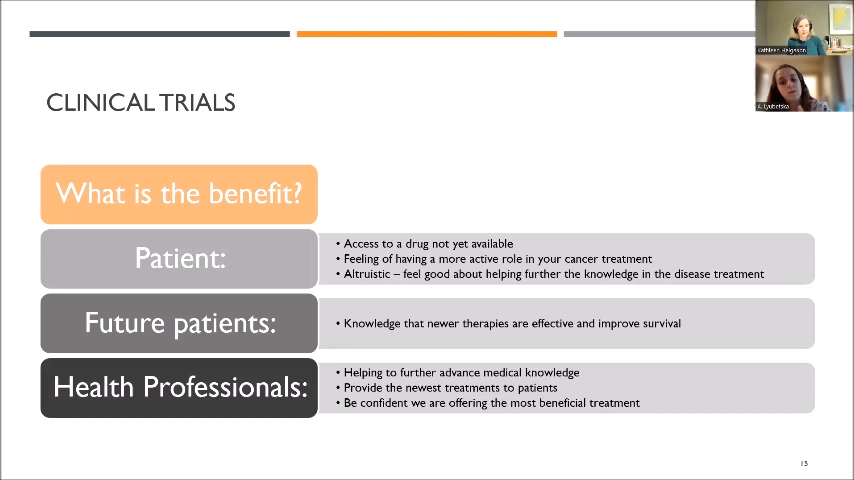 Kathleen Helgason
CLINICAL TRIALS
What is the benefit?
Patient:
• Access to a drug not yet available
• Feeling of having a more active role in your cancer treatment
• Altruistic – feel good about helping further the knowledge in the disease treatment
Future patients:
• Knowledge that newer therapies are effective and improve survival
Health Professionals:
• Helping to further advance medical knowledge
• Provide the newest treatments to patients
• Be confident we are offering the most beneficial treatment
15